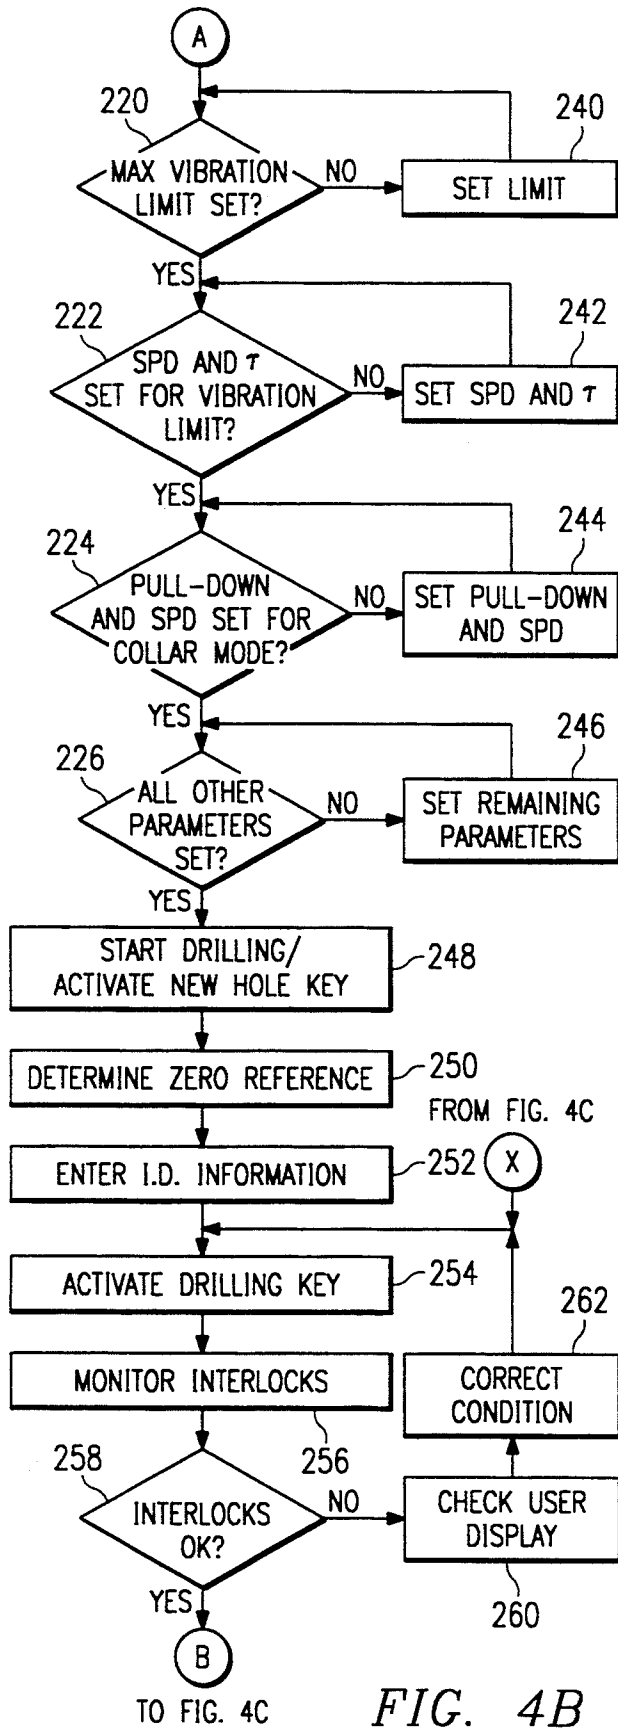 A
220
MAX VIBRATION
LIMIT SET?
NO
240
SET LIMIT
YES
222
SPD AND τ
SET FOR VIBRATION
LIMIT?
NO
242
SET SPD AND τ
YES
224
PULL-DOWN
AND SPD SET FOR
COLLAR MODE?
NO
244
SET PULL-DOWN
AND SPD
YES
226
ALL OTHER
PARAMETERS
SET?
NO
246
SET REMAINING
PARAMETERS
YES
START DRILLING/
ACTIVATE NEW HOLE KEY
248
DETERMINE ZERO REFERENCE
250
FROM FIG. 4C
X
ENTER I.D. INFORMATION
252
ACTIVATE DRILLING KEY
254
MONITOR INTERLOCKS
256
262
CORRECT
CONDITION
258
INTERLOCKS
OK?
NO
CHECK USER
DISPLAY
260
YES
B
TO FIG. 4C
FIG. 4B